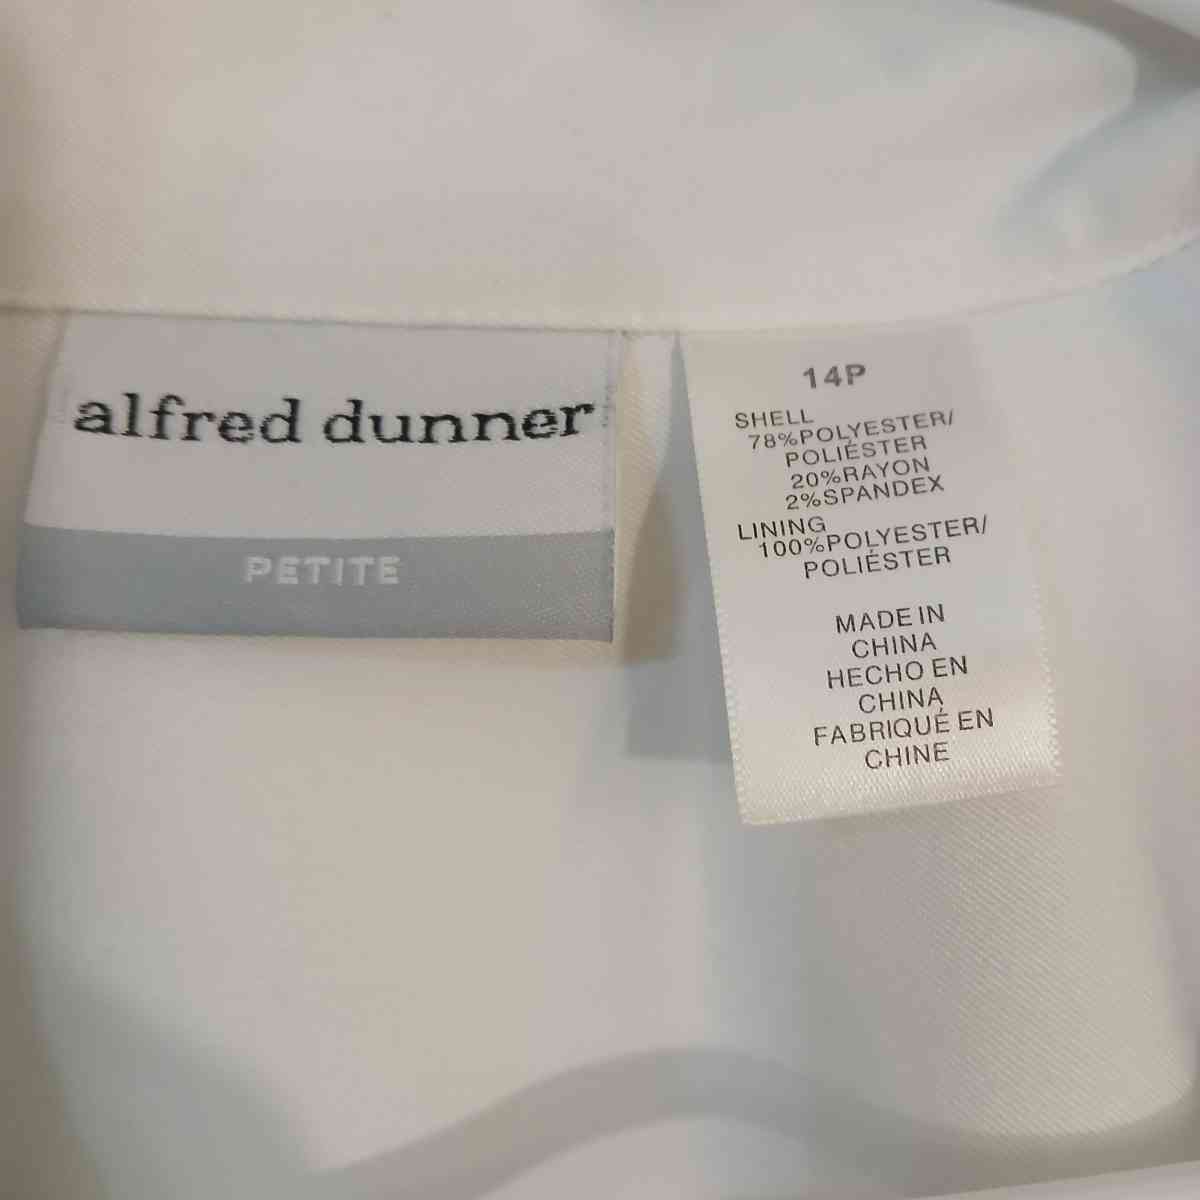 alfred dunner
PETITE
14P
SHELL
78%POLYESTER/
POLIÉSTER
20%RAYON
2%SPANDEX
LINING
100%POLYESTER/
POLIÉSTER
MADE IN
CHINA
HECHO EN
CHINA
FABRIQUÉ EN
CHINE